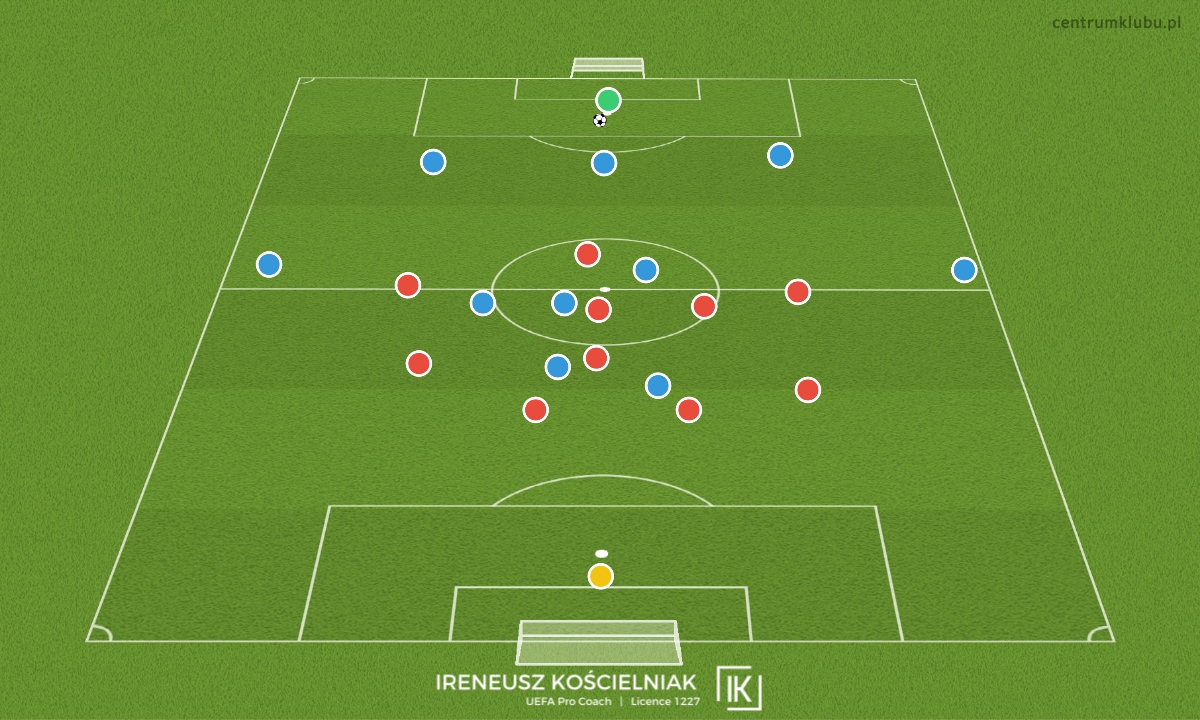 centrumklubu.pl
IRENEUSZ KOŚCIELNIAK
IK
UEFA Pro Coach | Licence 1227